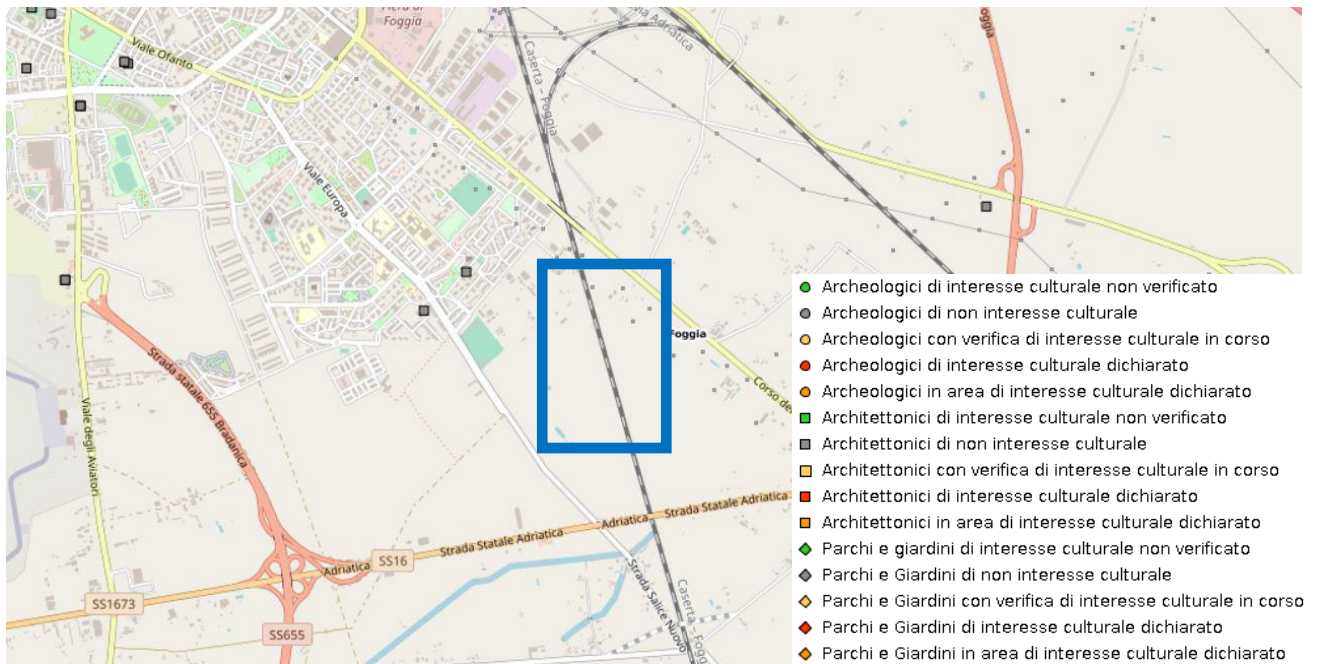 Fiera di
Foggia
Viale Ofanto
via Adriatica
Foggia
Caserta – Foggia
Caserta – Foggia
Viale Europa
Foggia
Corso de
Strada statale 655 Bradanica
Viale degli Aviatori
Strada Statale Adriatica
Adriatica
Strada Statale Adriatica
Adriatica
SS16
SS1673
SS655
Strada Salice Nuovo
Caserta – Fogg
Archeologici di interesse culturale non verificato
Archeologici di non interesse culturale
Archeologici con verifica di interesse culturale in corso
Archeologici di interesse culturale dichiarato
Archeologici in area di interesse culturale dichiarato
Architettonici di interesse culturale non verificato
Architettonici di non interesse culturale
Architettonici con verifica di interesse culturale in corso
Architettonici di interesse culturale dichiarato
Architettonici in area di interesse culturale dichiarato
Parchi e giardini di interesse culturale non verificato
Parchi e Giardini di non interesse culturale
Parchi e Giardini con verifica di interesse culturale in corso
Parchi e Giardini di interesse culturale dichiarato
Parchi e Giardini in area di interesse culturale dichiarato